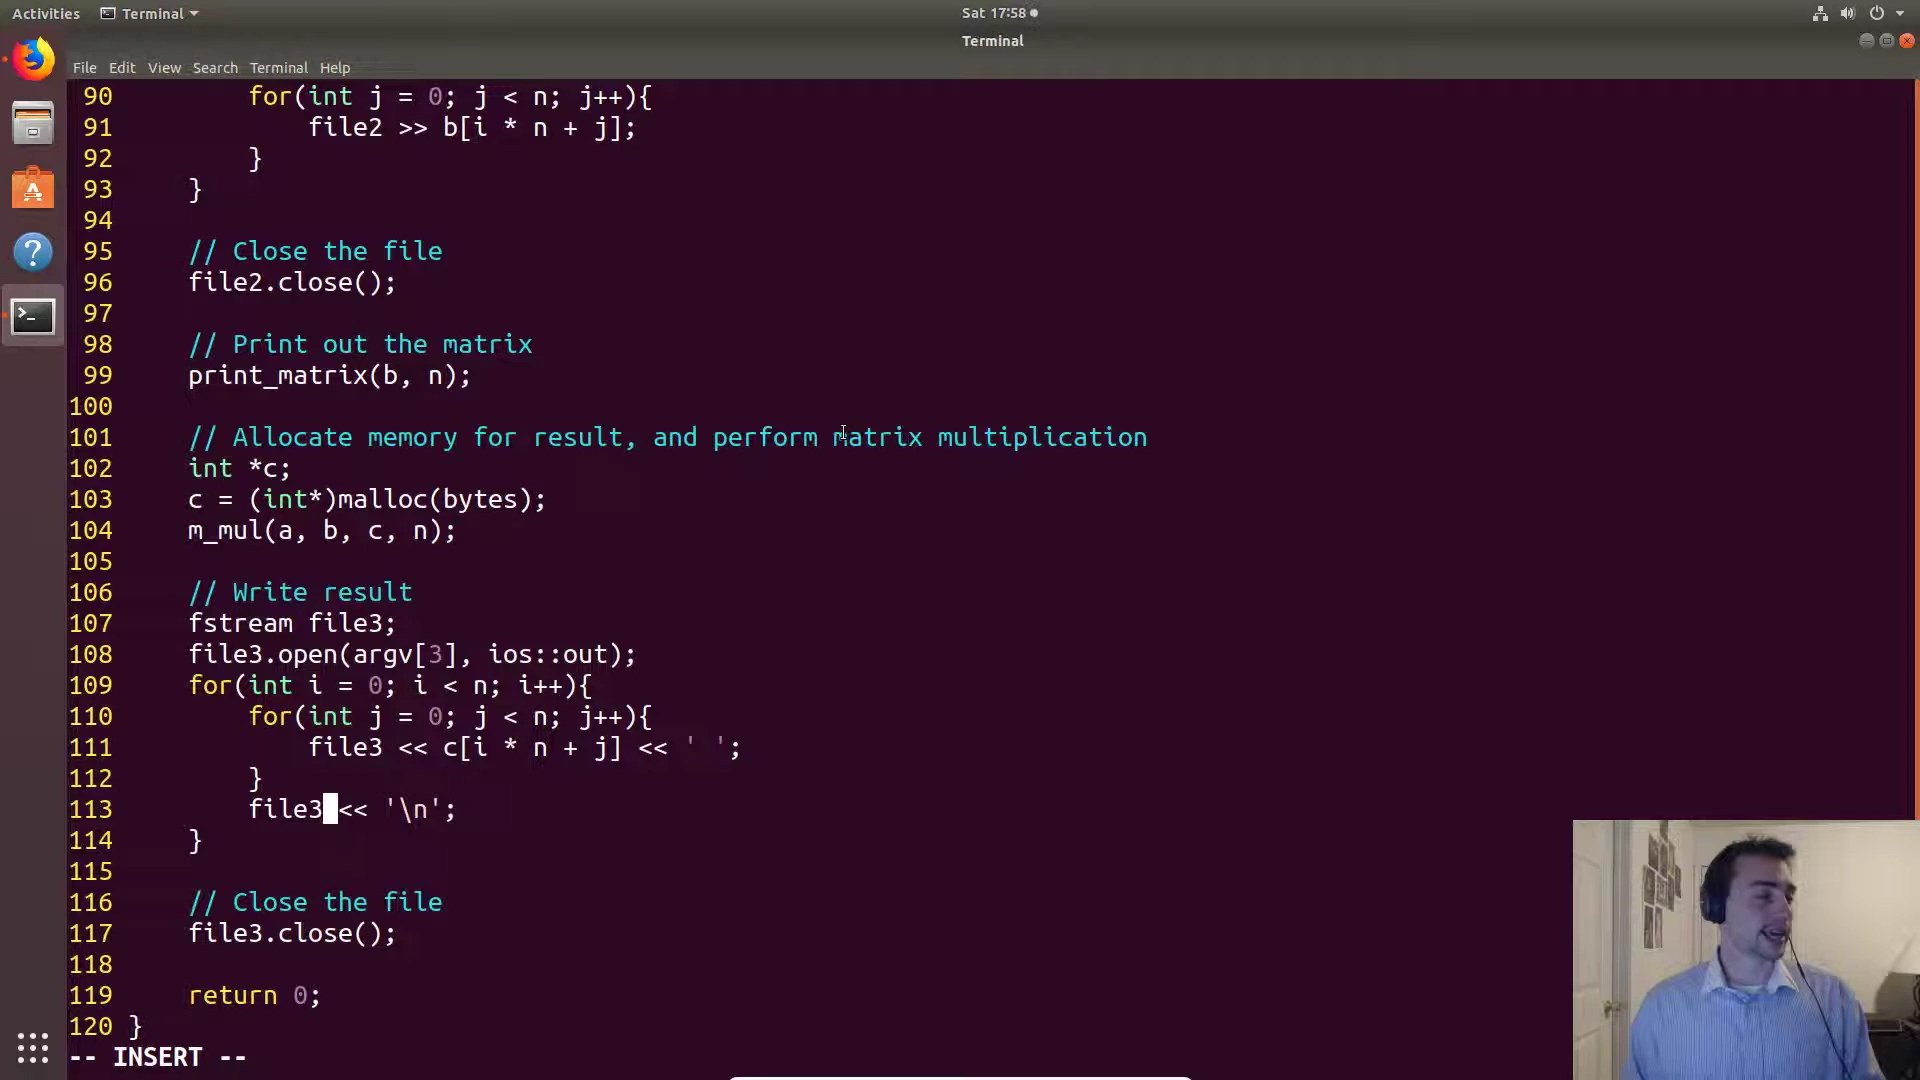 Activities Terminal Sat 17:58
Terminal
File Edit View Search Terminal Help
90 for(int j = 0; j < n; j++){
91 file2 >> b[i * n + j];
92 }
93 }
94
95 // Close the file
96 file2.close();
97
98 // Print out the matrix
99 print_matrix(b, n);
100
101 // Allocate memory for result, and perform matrix multiplication
102 int *c;
103 c = (int*)malloc(bytes);
104 m_mul(a, b, c, n);
105
106 // Write result
107 fstream file3;
108 file3.open(argv[3], ios::out);
109 for(int i = 0; i < n; i++){
110 for(int j = 0; j < n; j++){
111 file3 << c[i * n + j] << ' ';
112 }
113 file3 << '\n';
114 }
115
116 // Close the file
117 file3.close();
118
119 return 0;
120 }
-- INSERT --